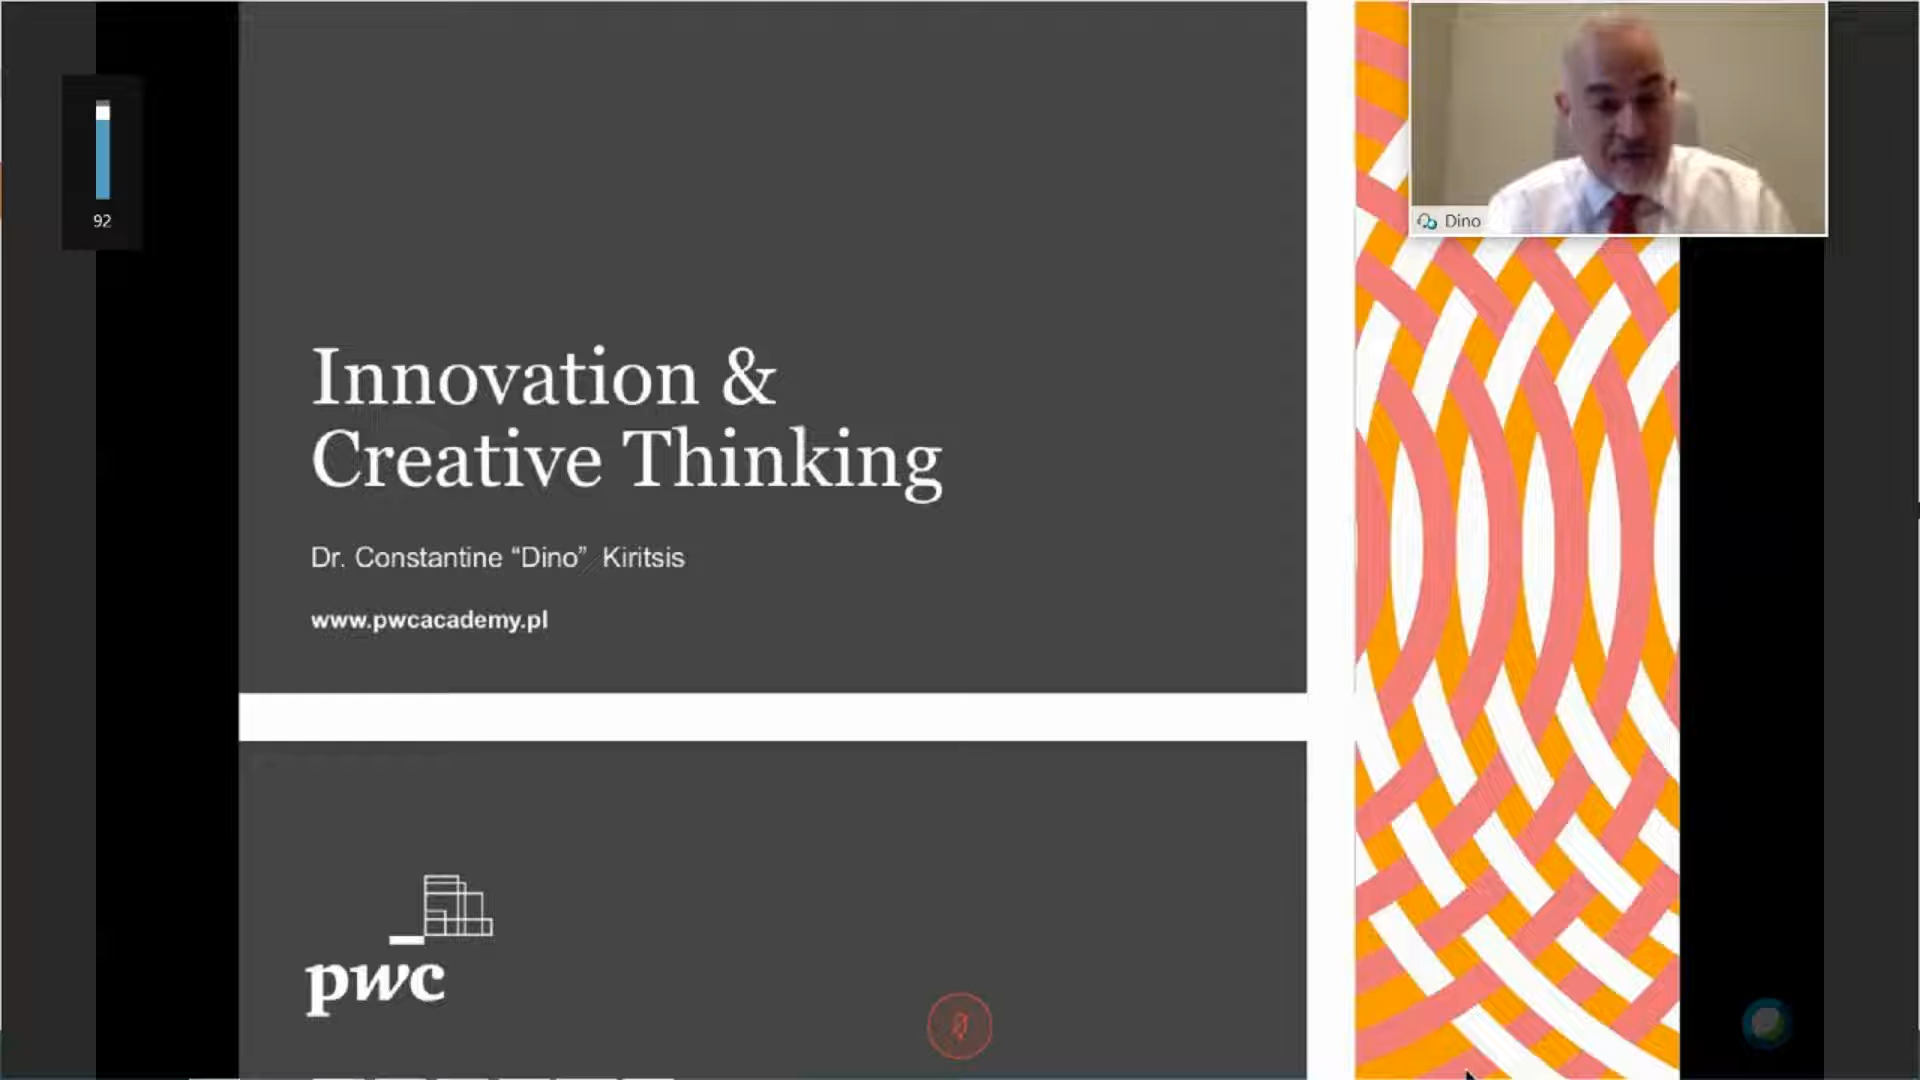 92
Dino
Innovation &
Creative Thinking
Dr. Constantine “Dino” Kiritsis
www.pwcacademy.pl
pwc